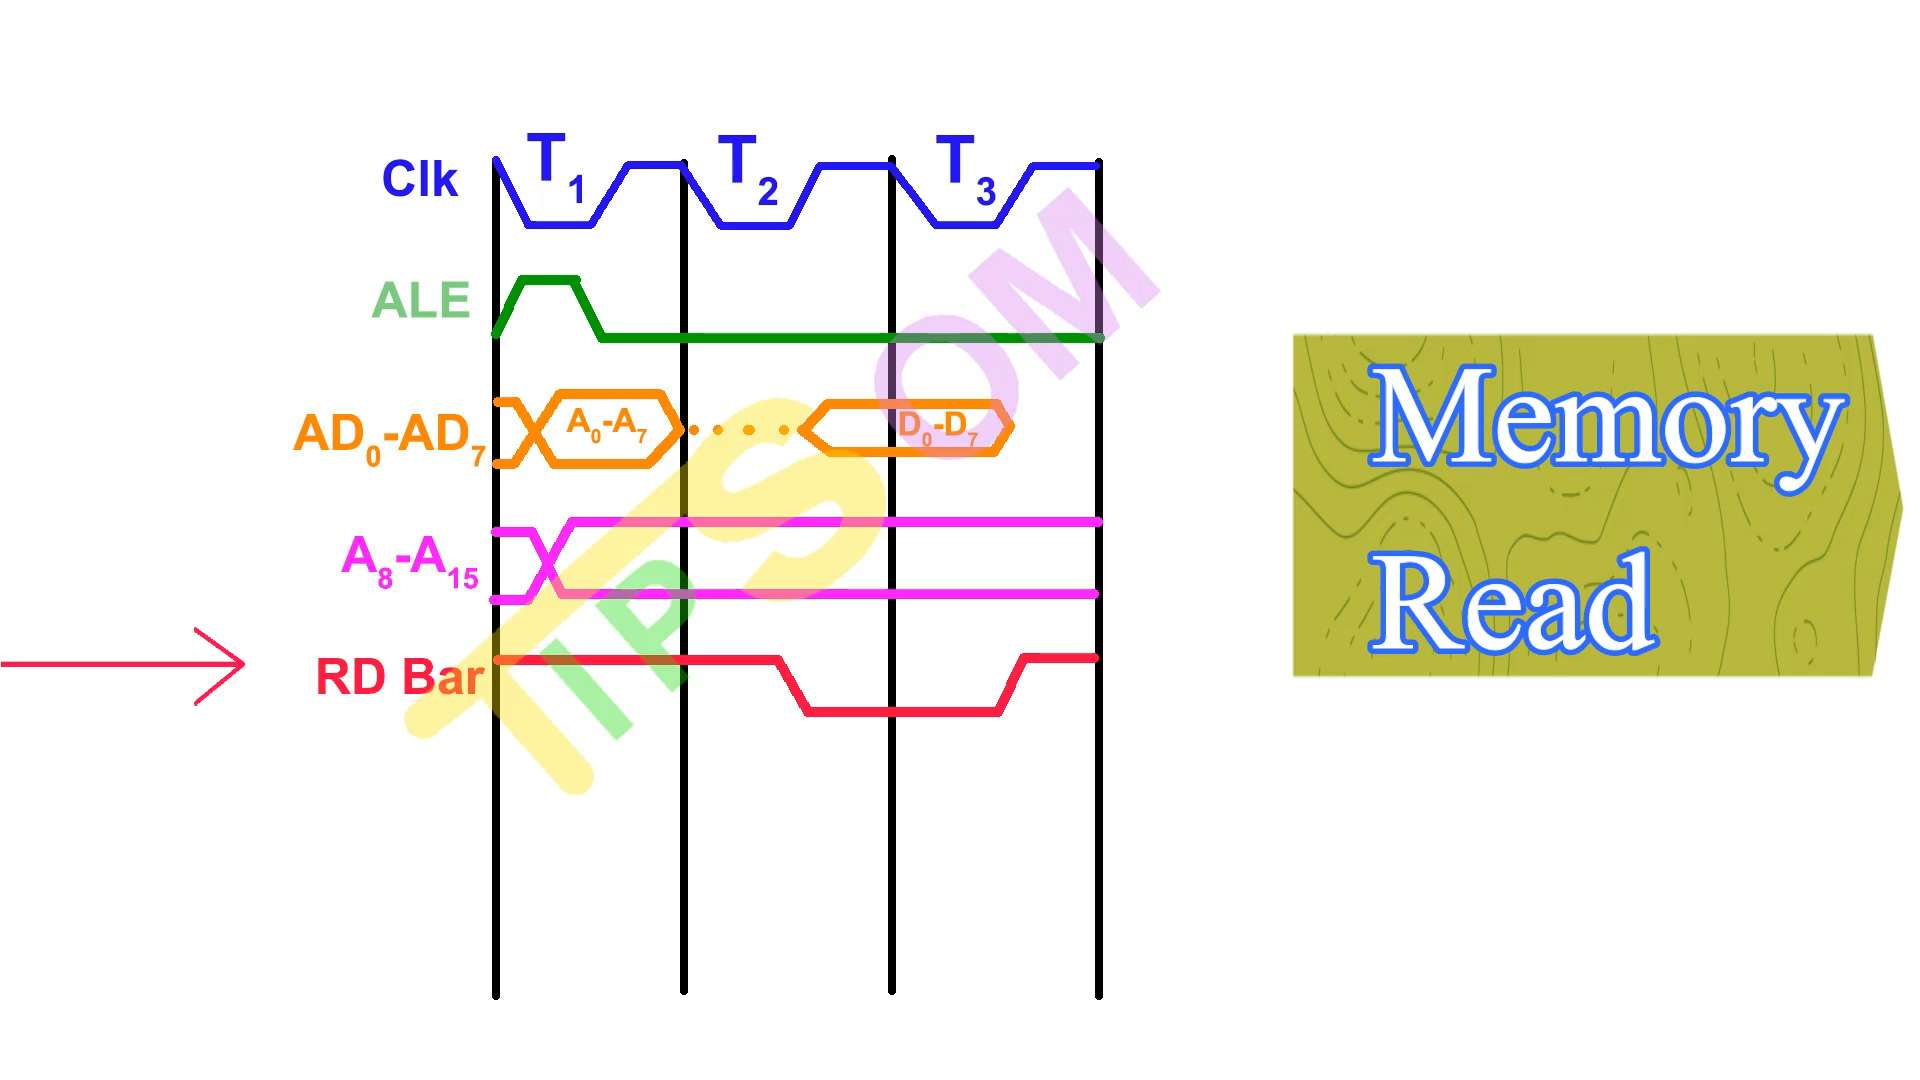 Clk T₁ T₂ T₃
ALE
AD₀-AD₇ A₀-A₇ D₀-D₇
A₈-A₁₅
RD Bar
TIPS OM
Memory
Read